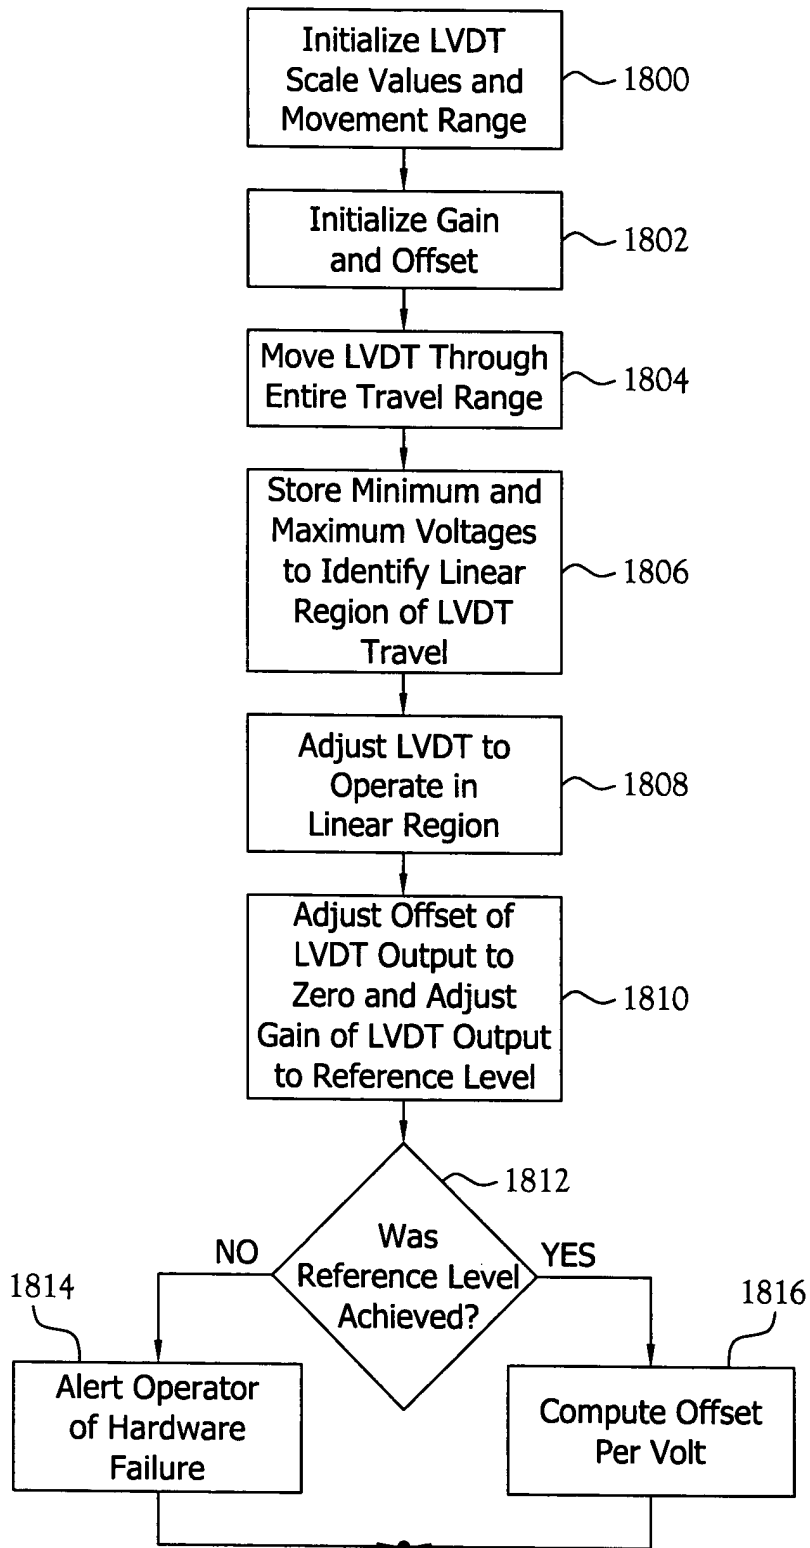 Initialize LVDT
Scale Values and
Movement Range
1800
Initialize Gain
and Offset
1802
Move LVDT Through
Entire Travel Range
1804
Store Minimum and
Maximum Voltages
to Identify Linear
Region of LVDT
Travel
1806
Adjust LVDT to
Operate in
Linear Region
1808
Adjust Offset of
LVDT Output to
Zero and Adjust
Gain of LVDT Output
to Reference Level
1810
1812
Was
Reference Level
Achieved?
NO
YES
1814
Alert Operator
of Hardware
Failure
1816
Compute Offset
Per Volt